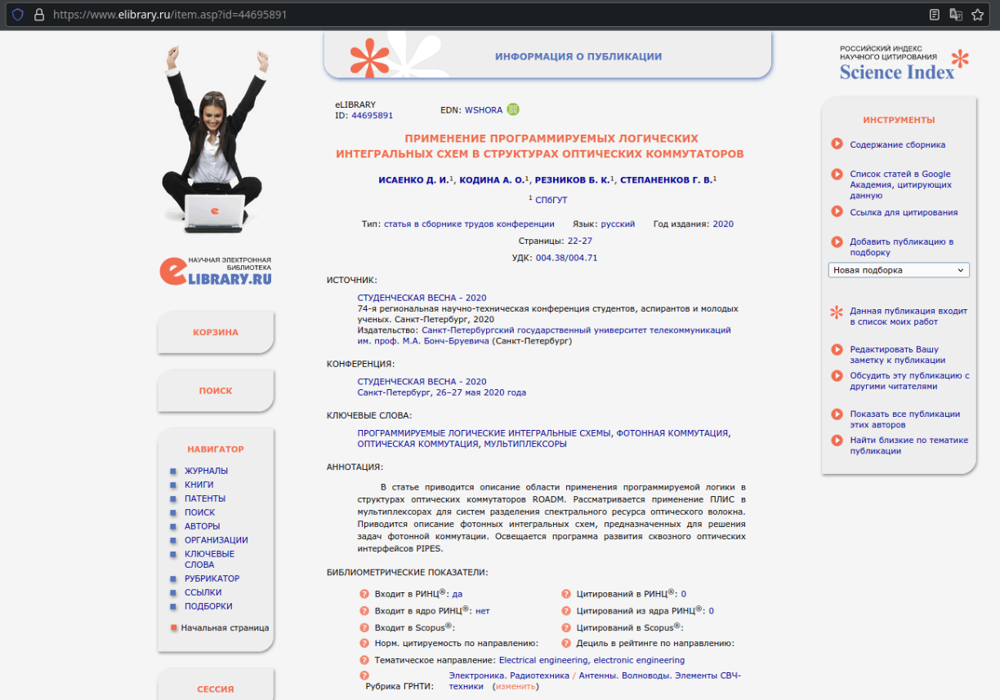 https://www.elibrary.ru/item.asp?id=44695891
НАУЧНАЯ ЭЛЕКТРОННАЯ
БИБЛИОТЕКА
eLIBRARY.RU
КОРЗИНА
ПОИСК
НАВИГАТОР
ЖУРНАЛЫ
КНИГИ
ПАТЕНТЫ
ПОИСК
АВТОРЫ
ОРГАНИЗАЦИИ
КЛЮЧЕВЫЕ
СЛОВА
РУБРИКАТОР
ССЫЛКИ
ПОДБОРКИ
Начальная страница
СЕССИЯ
ИНФОРМАЦИЯ О ПУБЛИКАЦИИ
eLIBRARY
ID: 44695891
EDN: WSHORA
ПРИМЕНЕНИЕ ПРОГРАММИРУЕМЫХ ЛОГИЧЕСКИХ
ИНТЕГРАЛЬНЫХ СХЕМ В СТРУКТУРАХ ОПТИЧЕСКИХ КОММУТАТОРОВ
ИСАЕНКО Д. И.¹, КОДИНА А. О.¹, РЕЗНИКОВ Б. К.¹, СТЕПАНЕНКОВ Г. В.¹
¹ СПбГУТ
Тип: статья в сборнике трудов конференции Язык: русский Год издания: 2020
Страницы: 22-27
УДК: 004.38/004.71
ИСТОЧНИК:
СТУДЕНЧЕСКАЯ ВЕСНА - 2020
74-я региональная научно-техническая конференция студентов, аспирантов и молодых
ученых. Санкт-Петербург, 2020
Издательство: Санкт-Петербургский государственный университет телекоммуникаций
им. проф. М.А. Бонч-Бруевича (Санкт-Петербург)
КОНФЕРЕНЦИЯ:
СТУДЕНЧЕСКАЯ ВЕСНА - 2020
Санкт-Петербург, 26–27 мая 2020 года
КЛЮЧЕВЫЕ СЛОВА:
ПРОГРАММИРУЕМЫЕ ЛОГИЧЕСКИЕ ИНТЕГРАЛЬНЫЕ СХЕМЫ, ФОТОННАЯ КОММУТАЦИЯ,
ОПТИЧЕСКАЯ КОММУТАЦИЯ, МУЛЬТИПЛЕКСОРЫ
АННОТАЦИЯ:
В статье приводится описание области применения программируемой логики в
структурах оптических коммутаторов ROADM. Рассматривается применение ПЛИС в
мультиплексорах для систем разделения спектрального ресурса оптического волокна.
Приводится описание фотонных интегральных схем, предназначенных для решения
задач фотонной коммутации. Освещается программа развития сквозного оптических
интерфейсов PIPES.
БИБЛИОМЕТРИЧЕСКИЕ ПОКАЗАТЕЛИ:
Входит в РИНЦ®: да
Цитирований в РИНЦ®: 0
Входит в ядро РИНЦ®: нет
Цитирований из ядра РИНЦ®: 0
Входит в Scopus®:
Цитирований в Scopus®:
Норм. цитируемость по направлению:
Дециль в рейтинге по направлению:
Тематическое направление: Electrical engineering, electronic engineering
Рубрика ГРНТИ: Электроника. Радиотехника / Антенны. Волноводы. Элементы СВЧ-
техники (изменить)
РОССИЙСКИЙ ИНДЕКС
НАУЧНОГО ЦИТИРОВАНИЯ
Science Index
ИНСТРУМЕНТЫ
Содержание сборника
Список статей в Google
Академия, цитирующих
данную
Ссылка для цитирования
Добавить публикацию в
подборку
Новая подборка
Данная публикация входит
в список моих работ
Редактировать Вашу
заметку к публикации
Обсудить эту публикацию с
другими читателями
Показать все публикации
этих авторов
Найти близкие по тематике
публикации